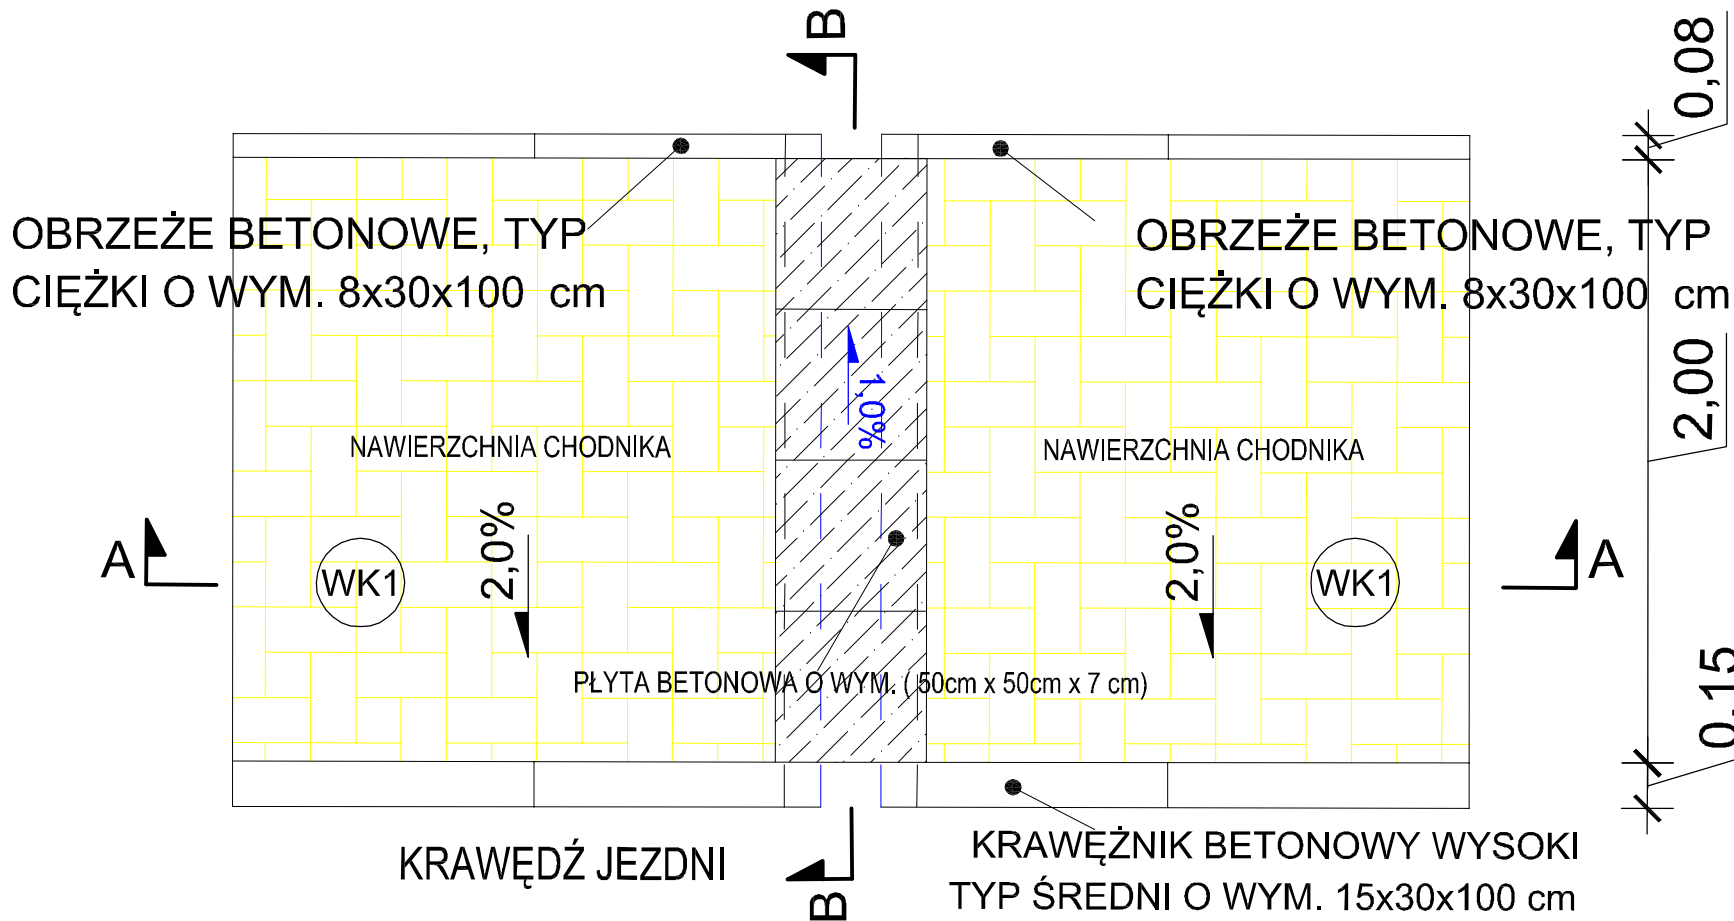 B
0,08
OBRZEŻE BETONOWE, TYP
CIĘŻKI O WYM. 8x30x100 cm
OBRZEŻE BETONOWE, TYP
CIĘŻKI O WYM. 8x30x100 cm
1,0%
2,00
NAWIERZCHNIA CHODNIKA
NAWIERZCHNIA CHODNIKA
A
WK1
2,0%
2,0%
WK1
A
PŁYTA BETONOWA O WYM. ( 50cm x 50cm x 7 cm)
0,15
KRAWĘDŹ JEZDNI
B
KRAWĘŻNIK BETONOWY WYSOKI
TYP ŚREDNI O WYM. 15x30x100 cm